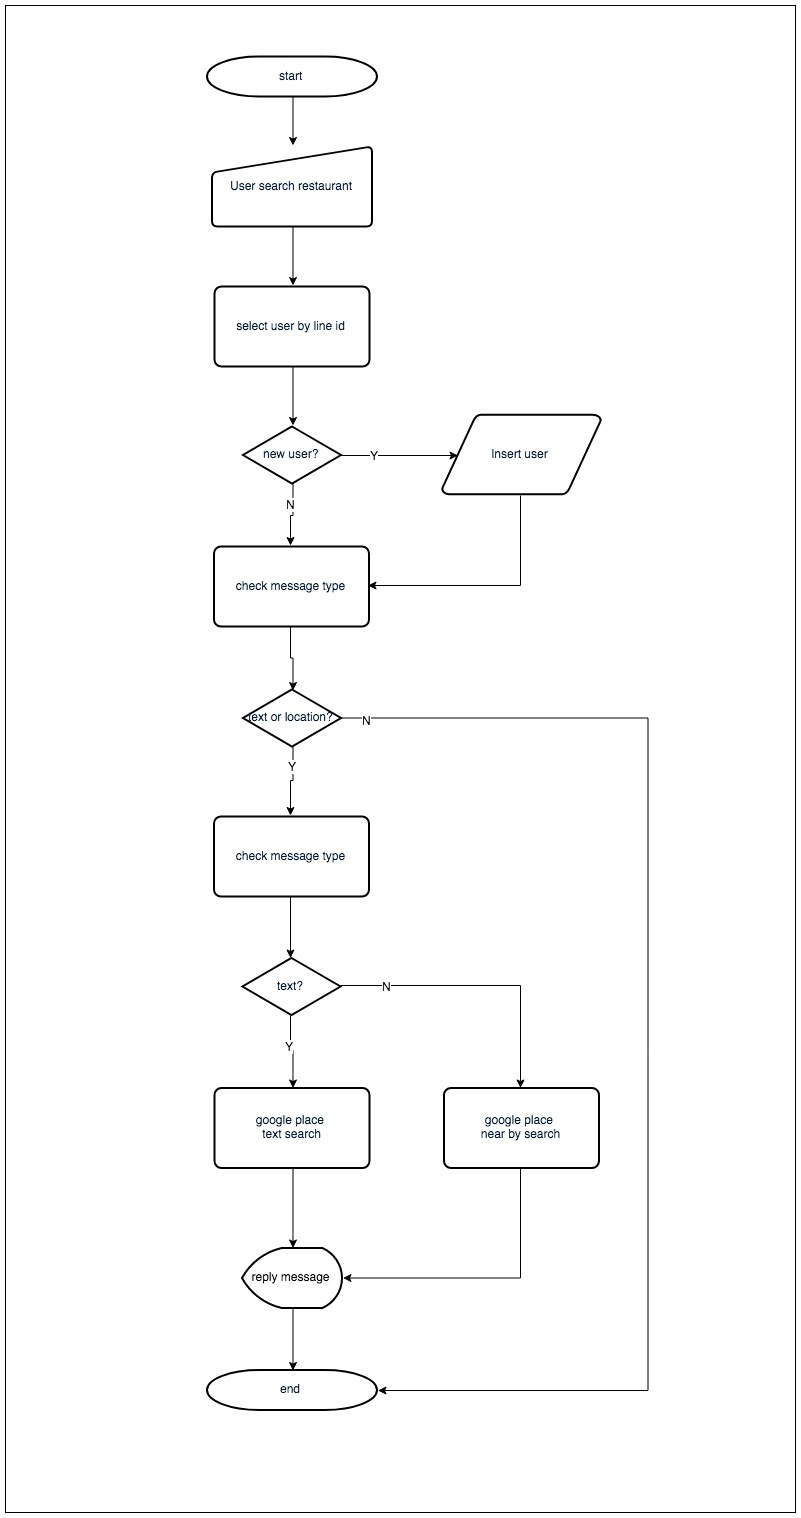 start
User search restaurant
select user by line id
new user?
Y
Insert user
N
check message type
text or location?
N
Y
check message type
text?
N
Y
google place
text search
google place
near by search
reply message
end